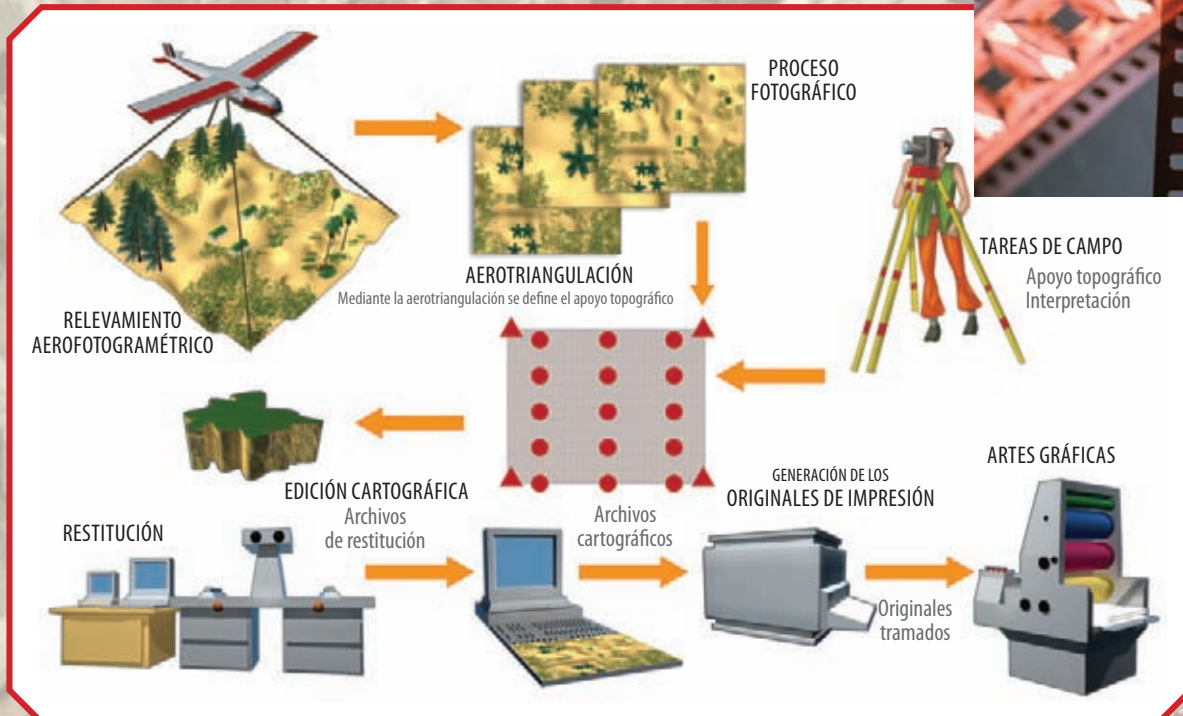 PROCESO
FOTOGRÁFICO
TAREAS DE CAMPO
Apoyo topográfico
Interpretación
AEROTRIANGULACIÓN
Mediante la aerotriangulación se define el apoyo topográfico
RELEVAMIENTO
AEROFOTOGRAMÉTRICO
ARTES GRÁFICAS
GENERACIÓN DE LOS
ORIGINALES DE IMPRESIÓN
EDICIÓN CARTOGRÁFICA
Archivos
de restitución
Archivos
cartográficos
RESTITUCIÓN
Originales
tramados